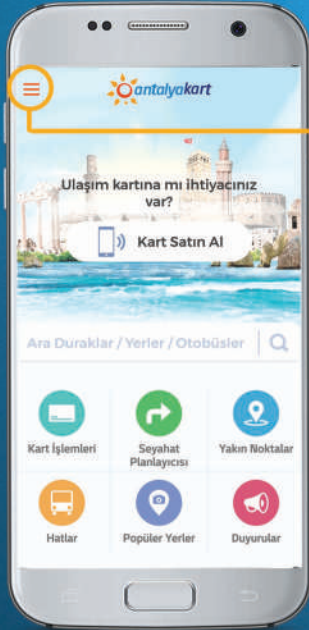 antalyakart
Ulaşım kartına mı ihtiyacınız
var?
Kart Satın Al
Ara Duraklar / Yerler / Otobüsler
Kart İşlemleri
Seyahat
Planlayıcısı
Yakın Noktalar
Hatlar
Popüler Yerler
Duyurular